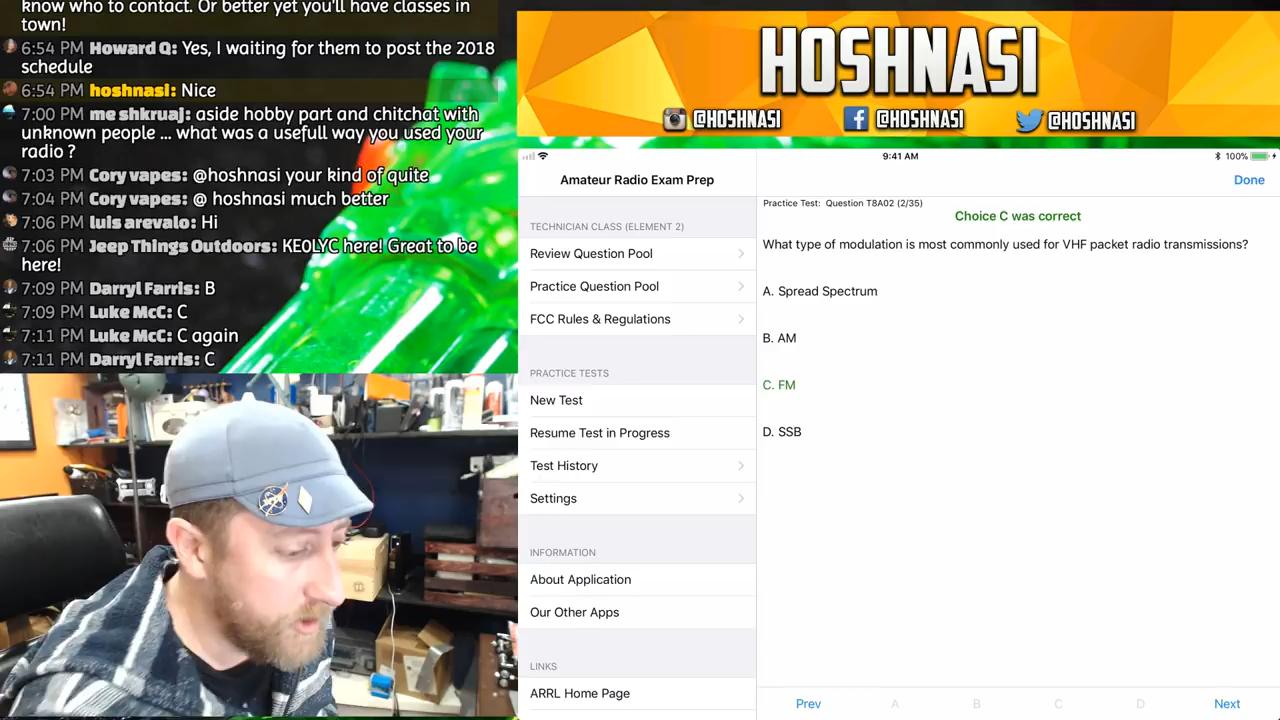 know who to contact. Or better yet you'll have classes in
town!
6:54 PM Howard Q: Yes, I waiting for them to post the 2018
schedule
6:54 PM hoshnasi: Nice
7:00 PM me shkruaj: aside hobby part and chitchat with
unknown people ... what was a usefull way you used your
radio ?
7:03 PM Cory vapes: @hoshnasi your kind of quite
7:04 PM Cory vapes: @ hoshnasi much better
7:06 PM luis arevalo: Hi
7:06 PM Jeep Things Outdoors: KE0LYC here! Great to be
here!
7:09 PM Darryl Farris: B
7:09 PM Luke McC: C
7:11 PM Luke McC: C again
7:11 PM Darryl Farris: C
HOSHNASI
@HOSHNASI @HOSHNASI @HOSHNASI
9:41 AM 100%
Amateur Radio Exam Prep
Done
TECHNICIAN CLASS (ELEMENT 2)
Review Question Pool
Practice Question Pool
FCC Rules & Regulations
PRACTICE TESTS
New Test
Resume Test in Progress
Test History
Settings
INFORMATION
About Application
Our Other Apps
LINKS
ARRL Home Page
Practice Test: Question T8A02 (2/35)
Choice C was correct
What type of modulation is most commonly used for VHF packet radio transmissions?
A. Spread Spectrum
B. AM
C. FM
D. SSB
Prev A B C D Next